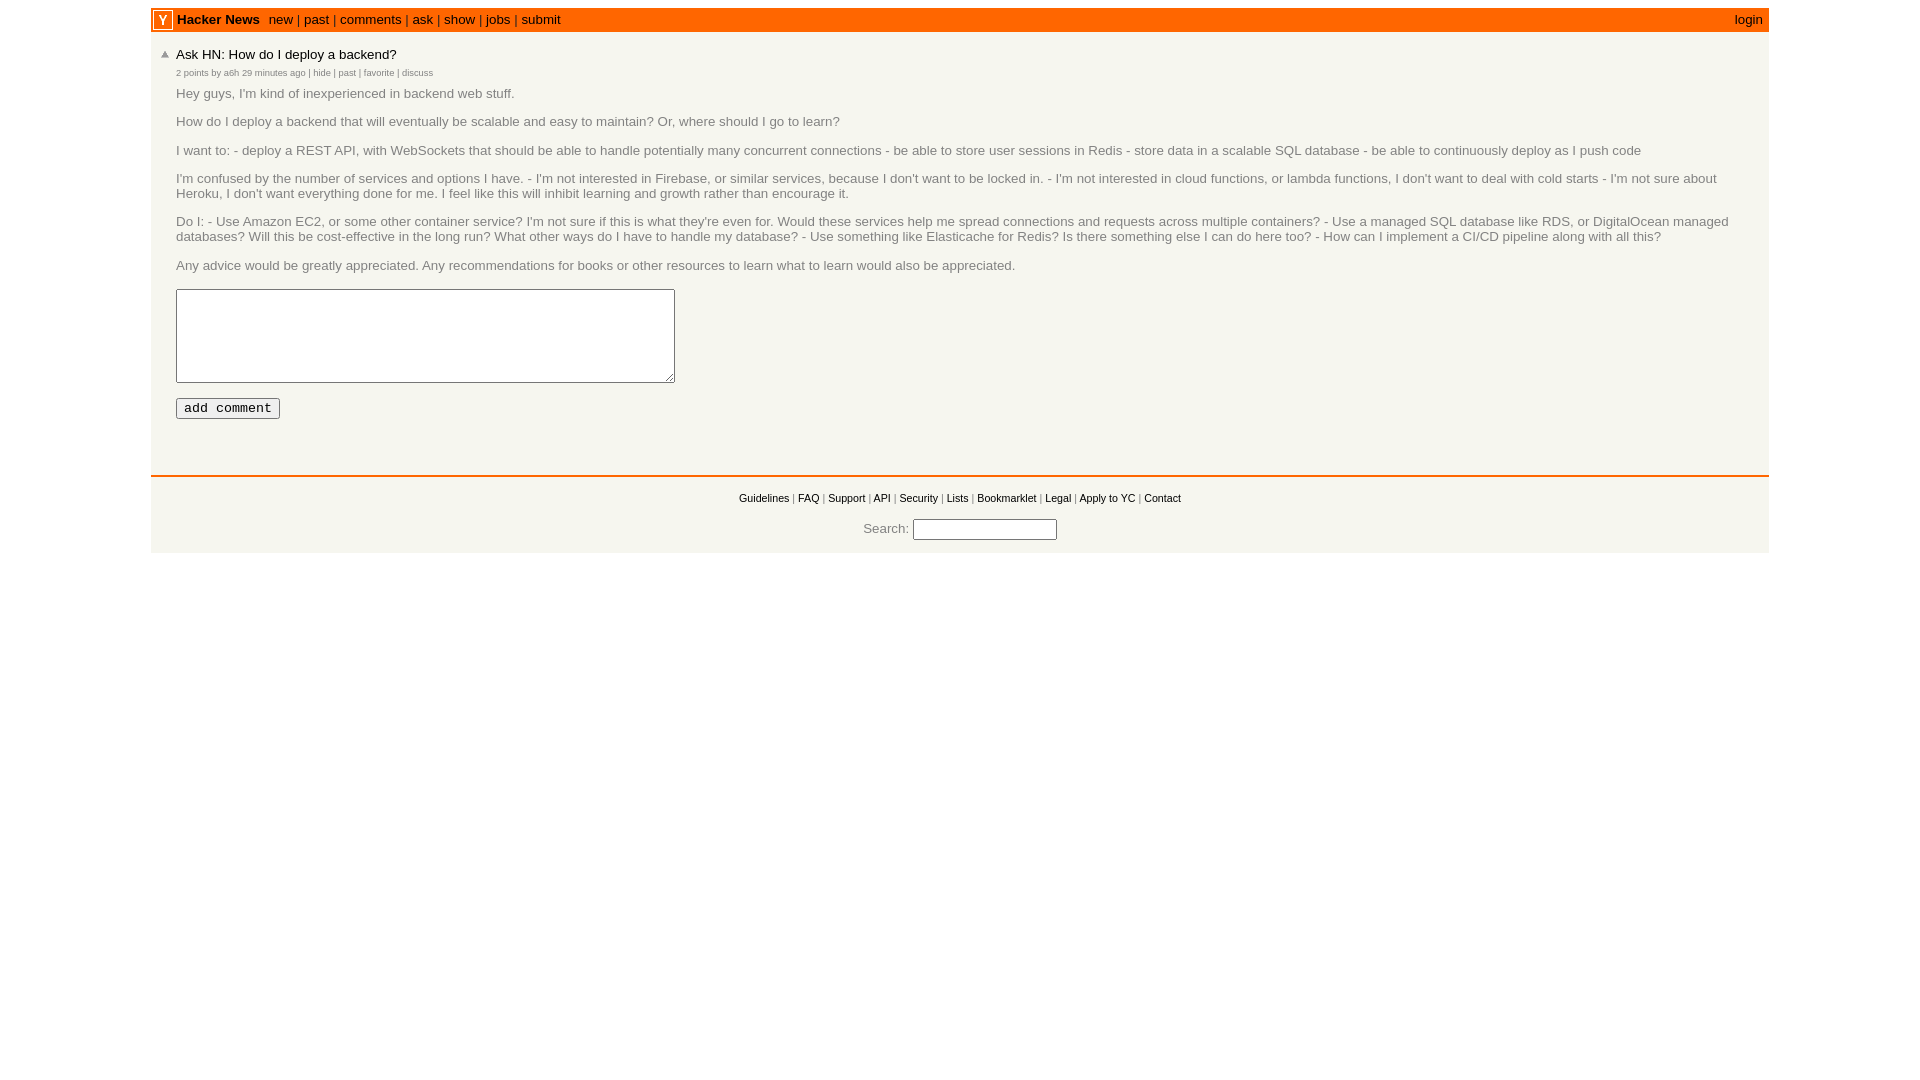 Y Hacker News new | past | comments | ask | show | jobs | submit login
Ask HN: How do I deploy a backend?
2 points by a6h 29 minutes ago | hide | past | favorite | discuss
Hey guys, I'm kind of inexperienced in backend web stuff.
How do I deploy a backend that will eventually be scalable and easy to maintain? Or, where should I go to learn?
I want to: - deploy a REST API, with WebSockets that should be able to handle potentially many concurrent connections - be able to store user sessions in Redis - store data in a scalable SQL database - be able to continuously deploy as I push code
I'm confused by the number of services and options I have. - I'm not interested in Firebase, or similar services, because I don't want to be locked in. - I'm not interested in cloud functions, or lambda functions, I don't want to deal with cold starts - I'm not sure about
Heroku, I don't want everything done for me. I feel like this will inhibit learning and growth rather than encourage it.
Do I: - Use Amazon EC2, or some other container service? I'm not sure if this is what they're even for. Would these services help me spread connections and requests across multiple containers? - Use a managed SQL database like RDS, or DigitalOcean managed
databases? Will this be cost-effective in the long run? What other ways do I have to handle my database? - Use something like Elasticache for Redis? Is there something else I can do here too? - How can I implement a CI/CD pipeline along with all this?
Any advice would be greatly appreciated. Any recommendations for books or other resources to learn what to learn would also be appreciated.
add comment
Guidelines | FAQ | Support | API | Security | Lists | Bookmarklet | Legal | Apply to YC | Contact
Search: